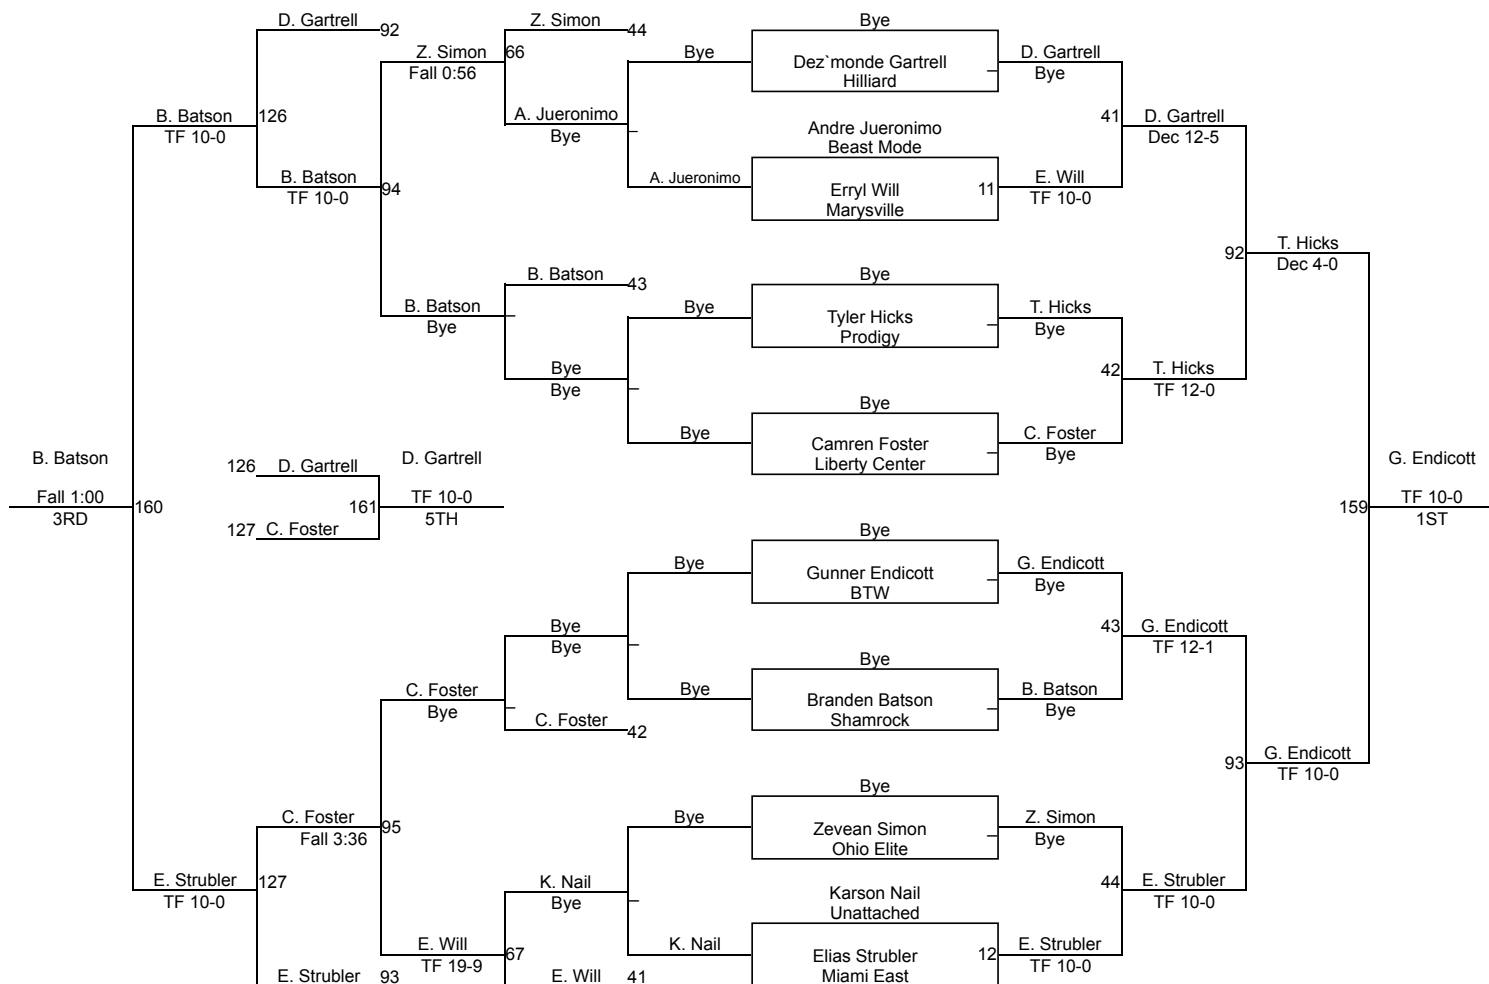 D. Gartrell
92
Z. Simon
Fall 0:56
66
Z. Simon
44
A. Jueronimo
Bye
B. Batson
TF 10-0
126
B. Batson
TF 10-0
94
B. Batson
Bye
B. Batson
43
Bye
Bye
Bye
A. Jueronimo
Bye
Bye
Bye
Dez`monde Gartrell
Hilliard
Andre Jueronimo
Beast Mode
Erryl Will
Marysville
11
Bye
Tyler Hicks
Prodigy
Bye
Camren Foster
Liberty Center
D. Gartrell
Bye
E. Will
TF 10-0
41
D. Gartrell
Dec 12-5
T. Hicks
Bye
C. Foster
Bye
42
T. Hicks
TF 12-0
92
T. Hicks
Dec 4-0
B. Batson
Fall 1:00
3RD
160
126
D. Gartrell
127
C. Foster
161
D. Gartrell
TF 10-0
5TH
G. Endicott
159
TF 10-0
1ST
Bye
Bye
Bye
Bye
C. Foster
Bye
C. Foster
42
C. Foster
Fall 3:36
95
E. Strubler
TF 10-0
127
E. Strubler
93
E. Will
TF 19-9
67
K. Nail
Bye
E. Will
41
Bye
K. Nail
Bye
Gunner Endicott
BTW
Bye
Branden Batson
Shamrock
Bye
Zevean Simon
Ohio Elite
Karson Nail
Unattached
Elias Strubler
Miami East
12
G. Endicott
Bye
B. Batson
Bye
43
G. Endicott
TF 12-1
Z. Simon
Bye
E. Strubler
TF 10-0
44
E. Strubler
TF 10-0
93
G. Endicott
TF 10-0